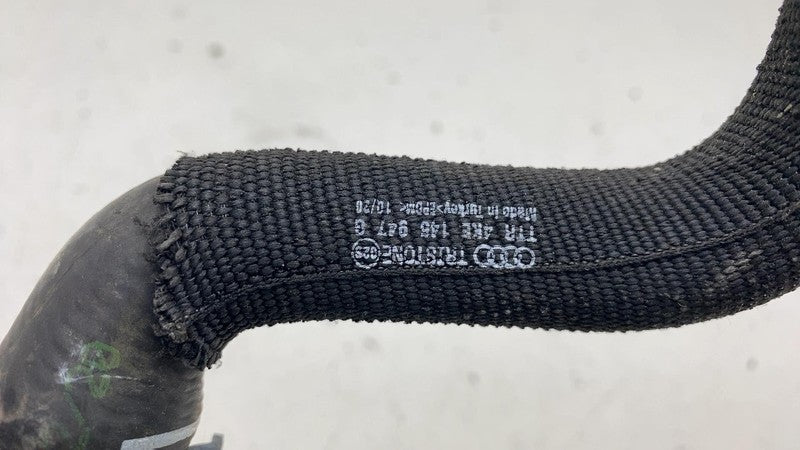 TRISTONE
4KE 145 947 G
Made in Turkey >EPDM< 10/20